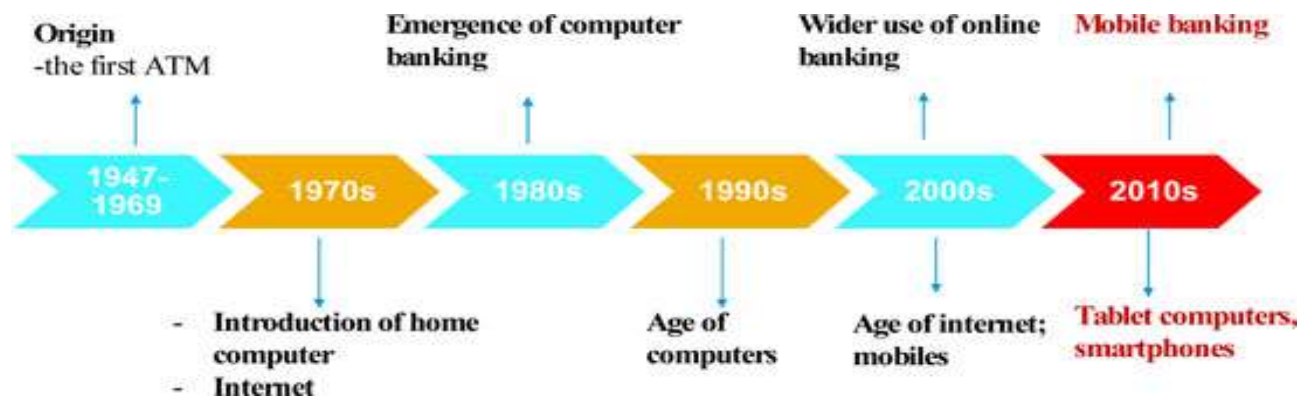 Origin
-the first ATM
Emergence of computer
banking
Wider use of online
banking
Mobile banking
1947-
1969
1970s
1980s
1990s
2000s
2010s
- Introduction of home
computer
- Internet
Age of
computers
Age of internet;
mobiles
Tablet computers,
smartphones